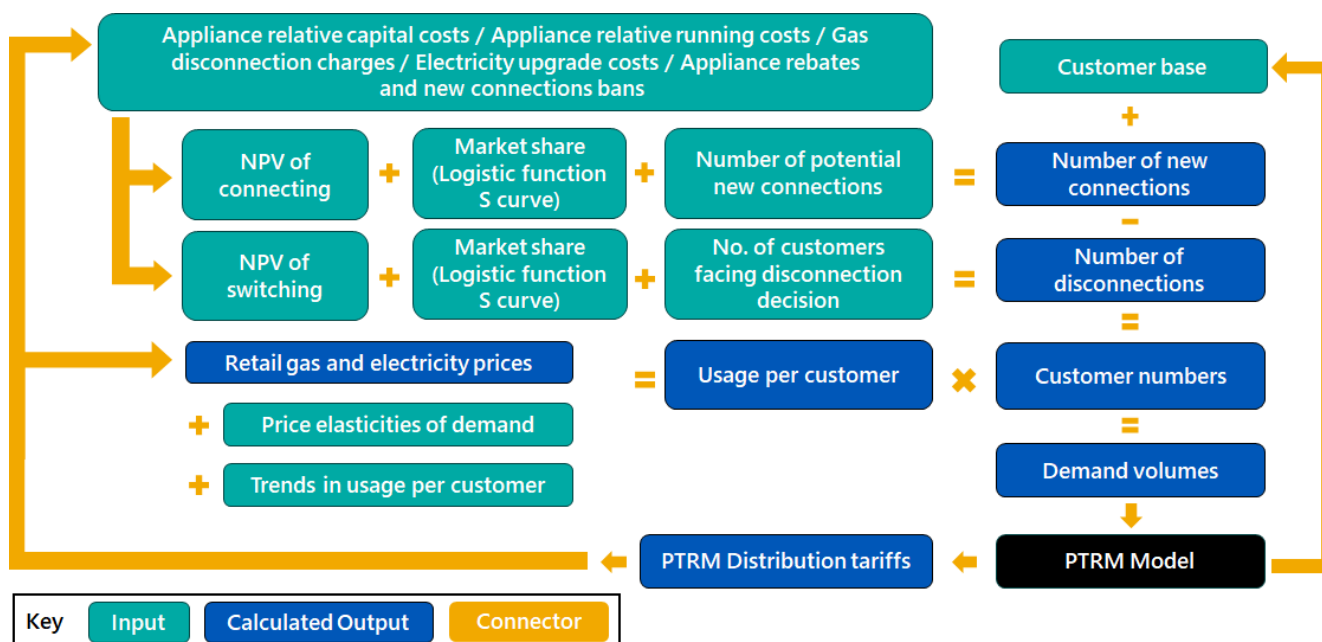 Appliance relative capital costs / Appliance relative running costs / Gas
disconnection charges / Electricity upgrade costs / Appliance rebates
and new connections bans
Customer base
+
NPV of
connecting
+
Market share
(Logistic function
S curve)
+
Number of potential
new connections
=
Number of new
connections
-
NPV of
switching
+
Market share
(Logistic function
S curve)
+
No. of customers
facing disconnection
decision
=
Number of
disconnections
=
Retail gas and electricity prices
=
Usage per customer
×
Customer numbers
+
Price elasticities of demand
=
+
Trends in usage per customer
Demand volumes
PTRM Distribution tariffs
PTRM Model
Key
Input
Calculated Output
Connector